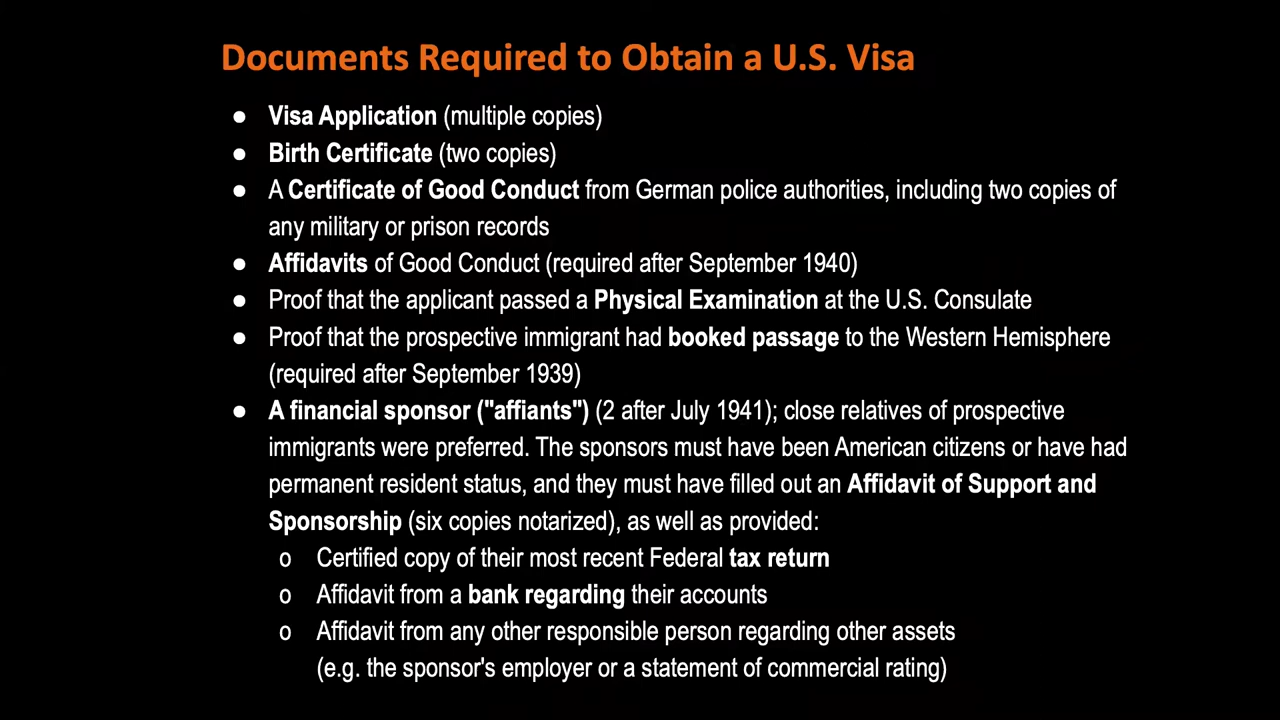 Documents Required to Obtain a U.S. Visa
● Visa Application (multiple copies)
● Birth Certificate (two copies)
● A Certificate of Good Conduct from German police authorities, including two copies of
any military or prison records
● Affidavits of Good Conduct (required after September 1940)
● Proof that the applicant passed a Physical Examination at the U.S. Consulate
● Proof that the prospective immigrant had booked passage to the Western Hemisphere
(required after September 1939)
● A financial sponsor ("affiants") (2 after July 1941); close relatives of prospective
immigrants were preferred. The sponsors must have been American citizens or have had
permanent resident status, and they must have filled out an Affidavit of Support and
Sponsorship (six copies notarized), as well as provided:
o Certified copy of their most recent Federal tax return
o Affidavit from a bank regarding their accounts
o Affidavit from any other responsible person regarding other assets
(e.g. the sponsor's employer or a statement of commercial rating)